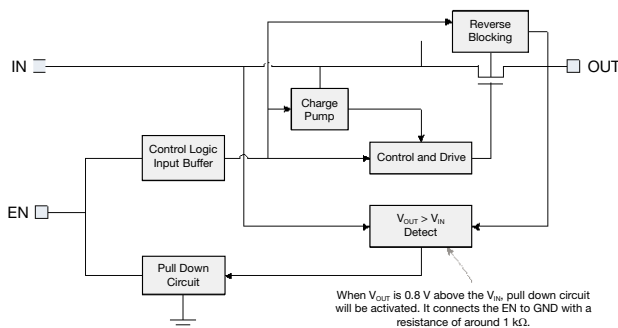 Reverse
Blocking
IN
OUT
Charge
Pump
Control Logic
Input Buffer
Control and Drive
EN
VOUT > VIN
Detect
Pull Down
Circuit
When VOUT is 0.8 V above the VIN, pull down circuit
will be activated. It connects the EN to GND with a
resistance of around 1 kΩ.